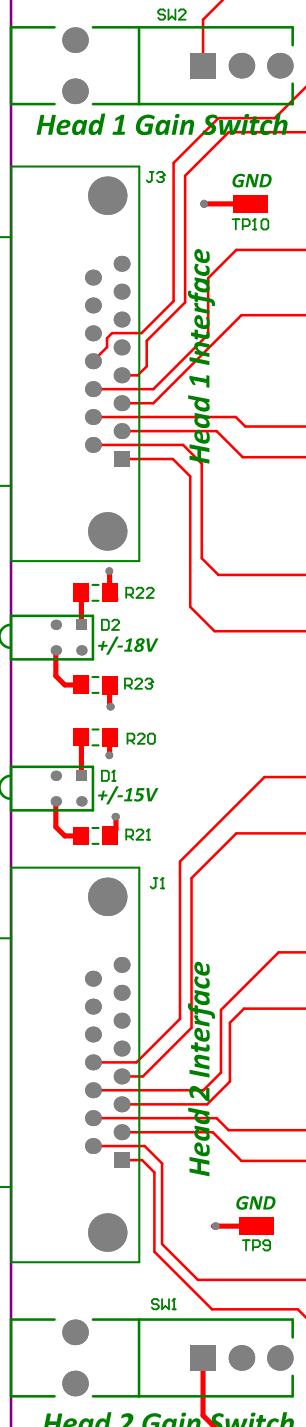 SW2
Head 1 Gain Switch
J3
GND
TP10
Head 1 Interface
R22
D2
+/-18V
R23
R20
D1
+/-15V
R21
J1
Head 2 Interface
GND
TP9
SW1
Head 2 Gain Switch